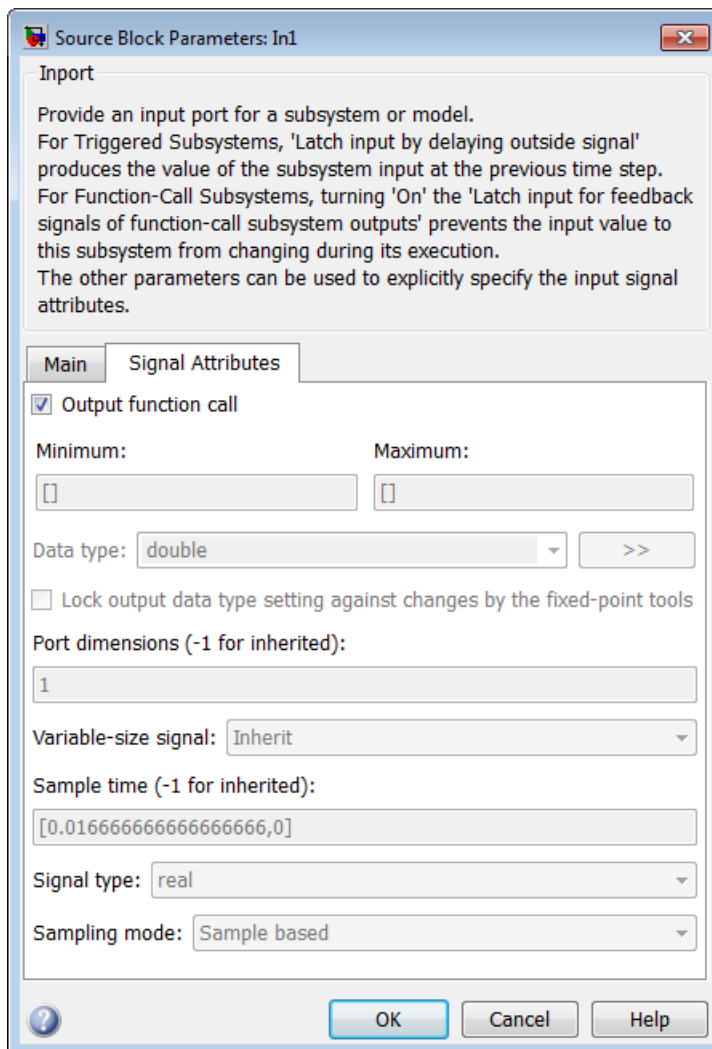 Source Block Parameters: In1
Inport
Provide an input port for a subsystem or model.
For Triggered Subsystems, 'Latch input by delaying outside signal'
produces the value of the subsystem input at the previous time step.
For Function-Call Subsystems, turning 'On' the 'Latch input for feedback
signals of function-call subsystem outputs' prevents the input value to
this subsystem from changing during its execution.
The other parameters can be used to explicitly specify the input signal
attributes.
Main Signal Attributes
Output function call
Minimum: Maximum:
[] []
Data type: double >>
Lock output data type setting against changes by the fixed-point tools
Port dimensions (-1 for inherited):
1
Variable-size signal: Inherit
Sample time (-1 for inherited):
[0.016666666666666666,0]
Signal type: real
Sampling mode: Sample based
? OK Cancel Help